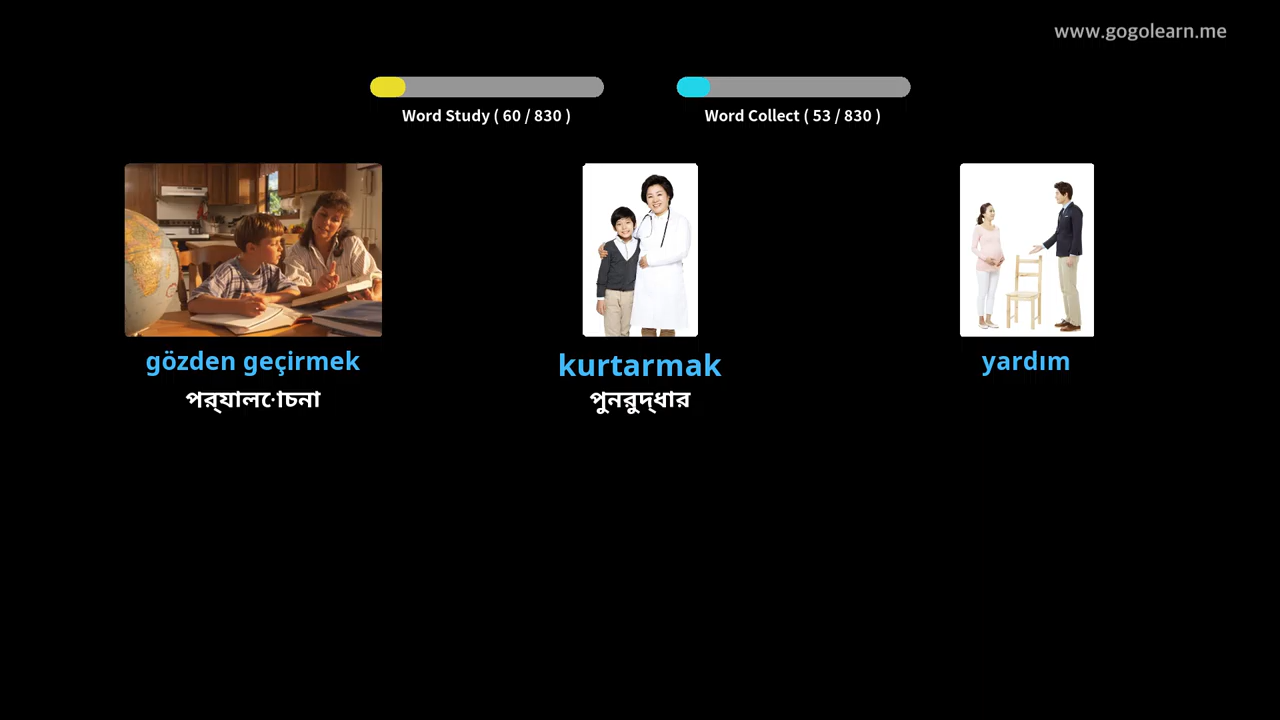 www.gogolearn.me
Word Study ( 60 / 830 )
Word Collect ( 53 / 830 )
gözden geçirmek
kurtarmak
yardım
পর্যালোচনা
পুনরুদ্ধার